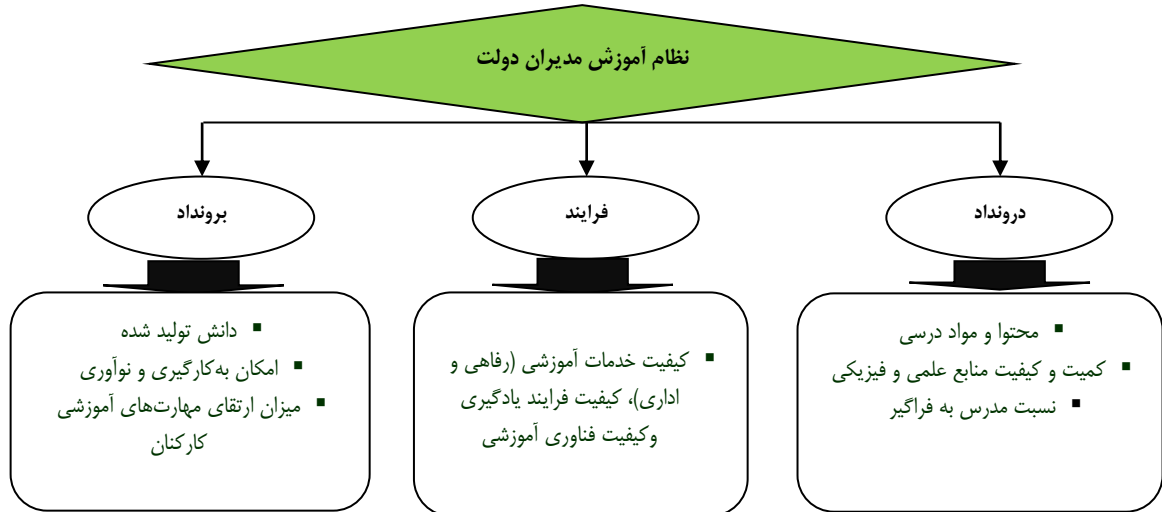 نظام آموزش مدیران دولت
درونداد
فرایند
برونداد
▪ محتوا و مواد درسی
▪ کمیت و کیفیت منابع علمی و فیزیکی
▪ نسبت مدرس به فراگیر
▪ کیفیت خدمات آموزشی (رفاهی و
اداری)، کیفیت فرایند یادگیری
وکیفیت فناوری آموزشی
▪ دانش تولید شده
▪ امکان به‌کارگیری و نوآوری
▪ میزان ارتقای مهارت‌های آموزشی
کارکنان